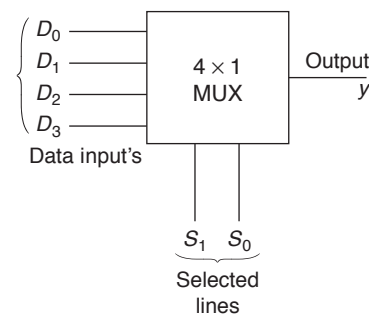 D₀
D₁
D₂
D₃
Data input's
4 × 1
MUX
Output
y
S₁ S₀
Selected
lines